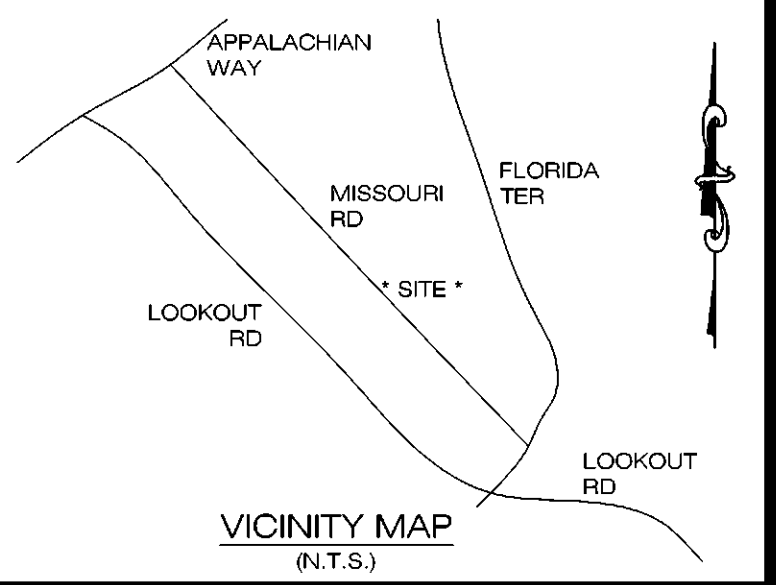 APPALACHIAN
WAY
FLORIDA
TER
MISSOURI
RD
* SITE *
LOOKOUT
RD
LOOKOUT
RD
VICINITY MAP
(N.T.S.)